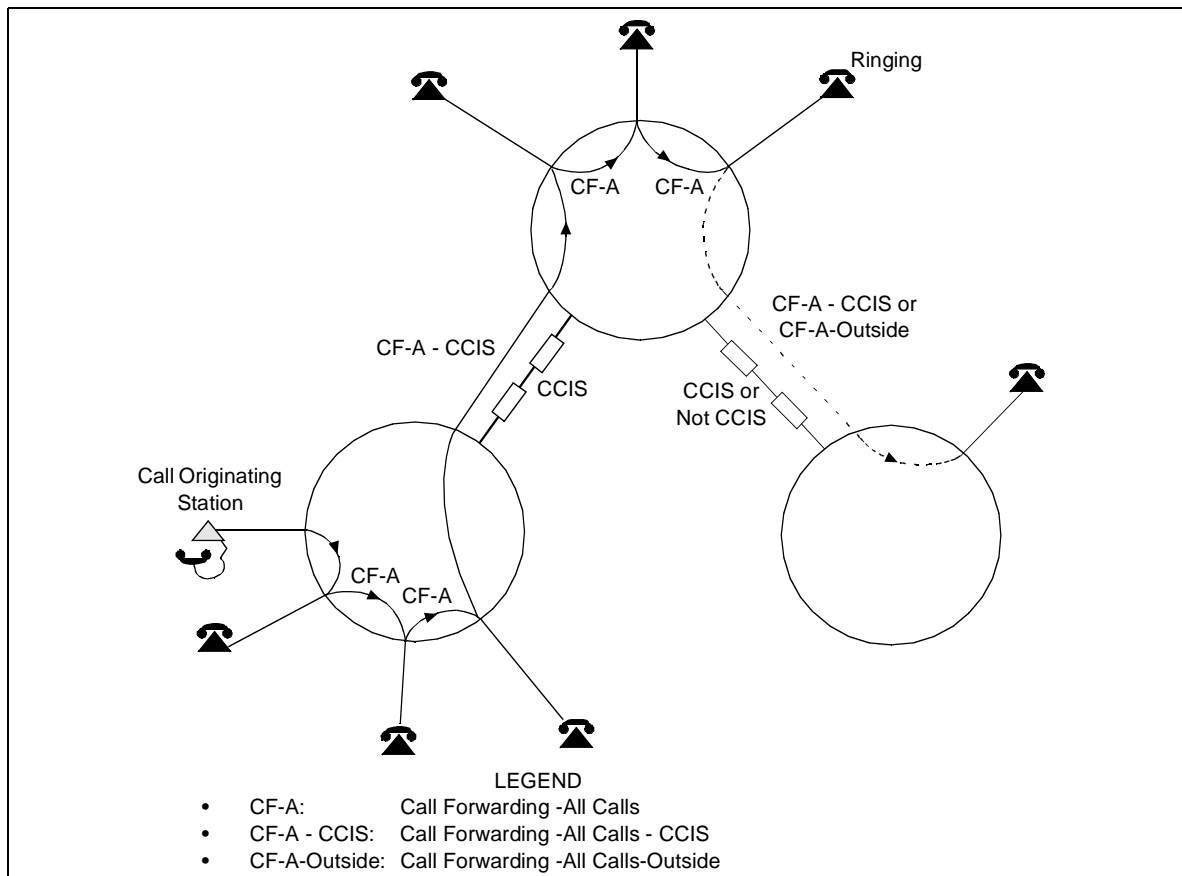 Ringing
CF-A
CF-A
CF-A - CCIS or
CF-A-Outside
CF-A - CCIS
CCIS
CCIS or
Not CCIS
Call Originating
Station
CF-A
CF-A
LEGEND
• CF-A: Call Forwarding -All Calls
• CF-A - CCIS: Call Forwarding -All Calls - CCIS
• CF-A-Outside: Call Forwarding -All Calls-Outside